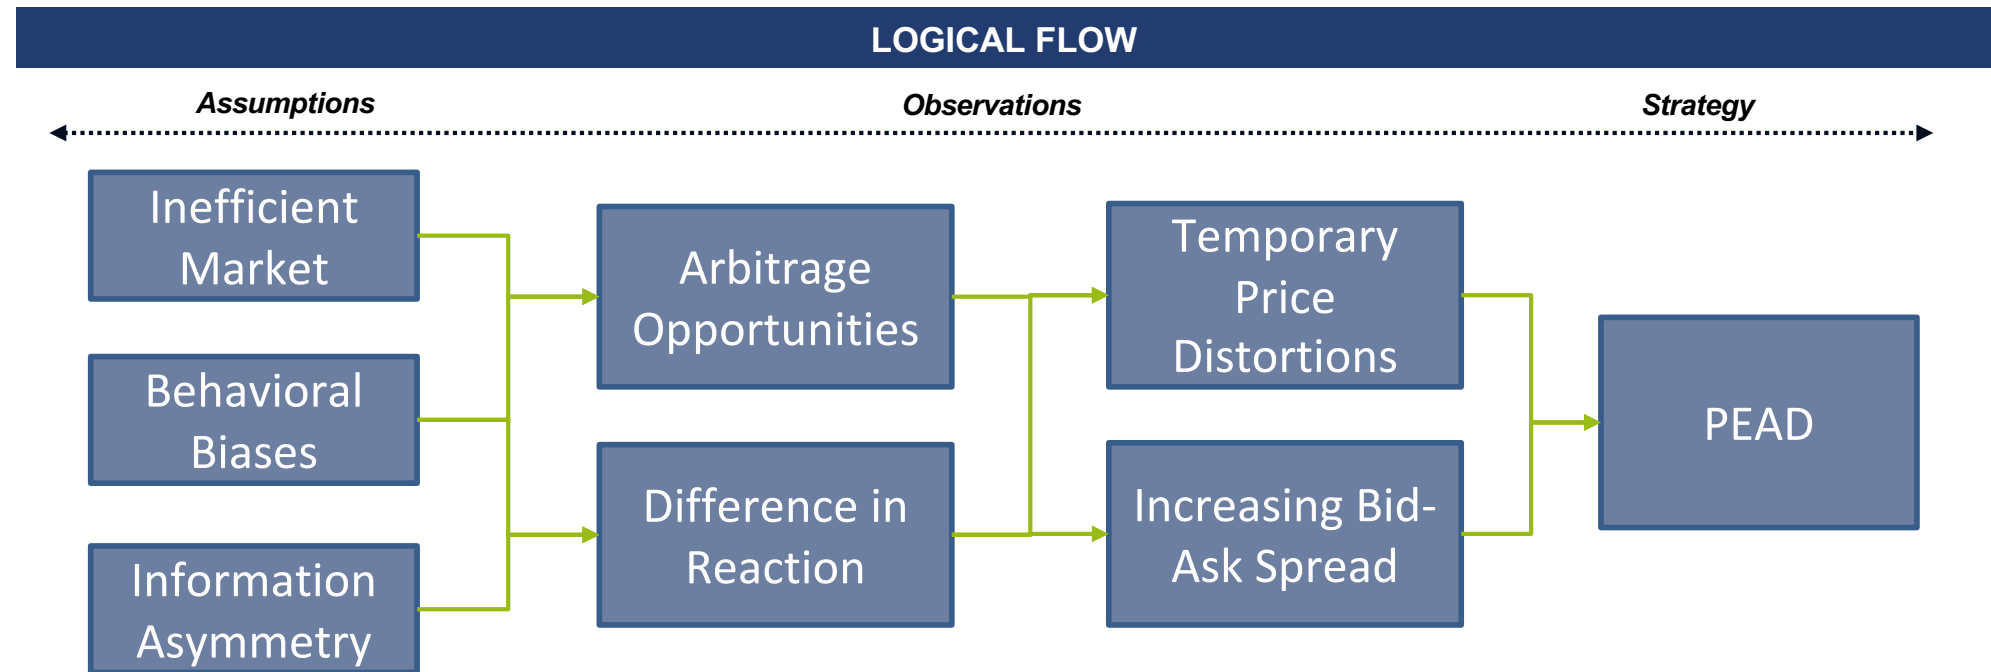 LOGICAL FLOW
Assumptions
Observations
Strategy
Inefficient
Market
Behavioral
Biases
Information
Asymmetry
Arbitrage
Opportunities
Difference in
Reaction
Temporary
Price
Distortions
Increasing Bid-
Ask Spread
PEAD